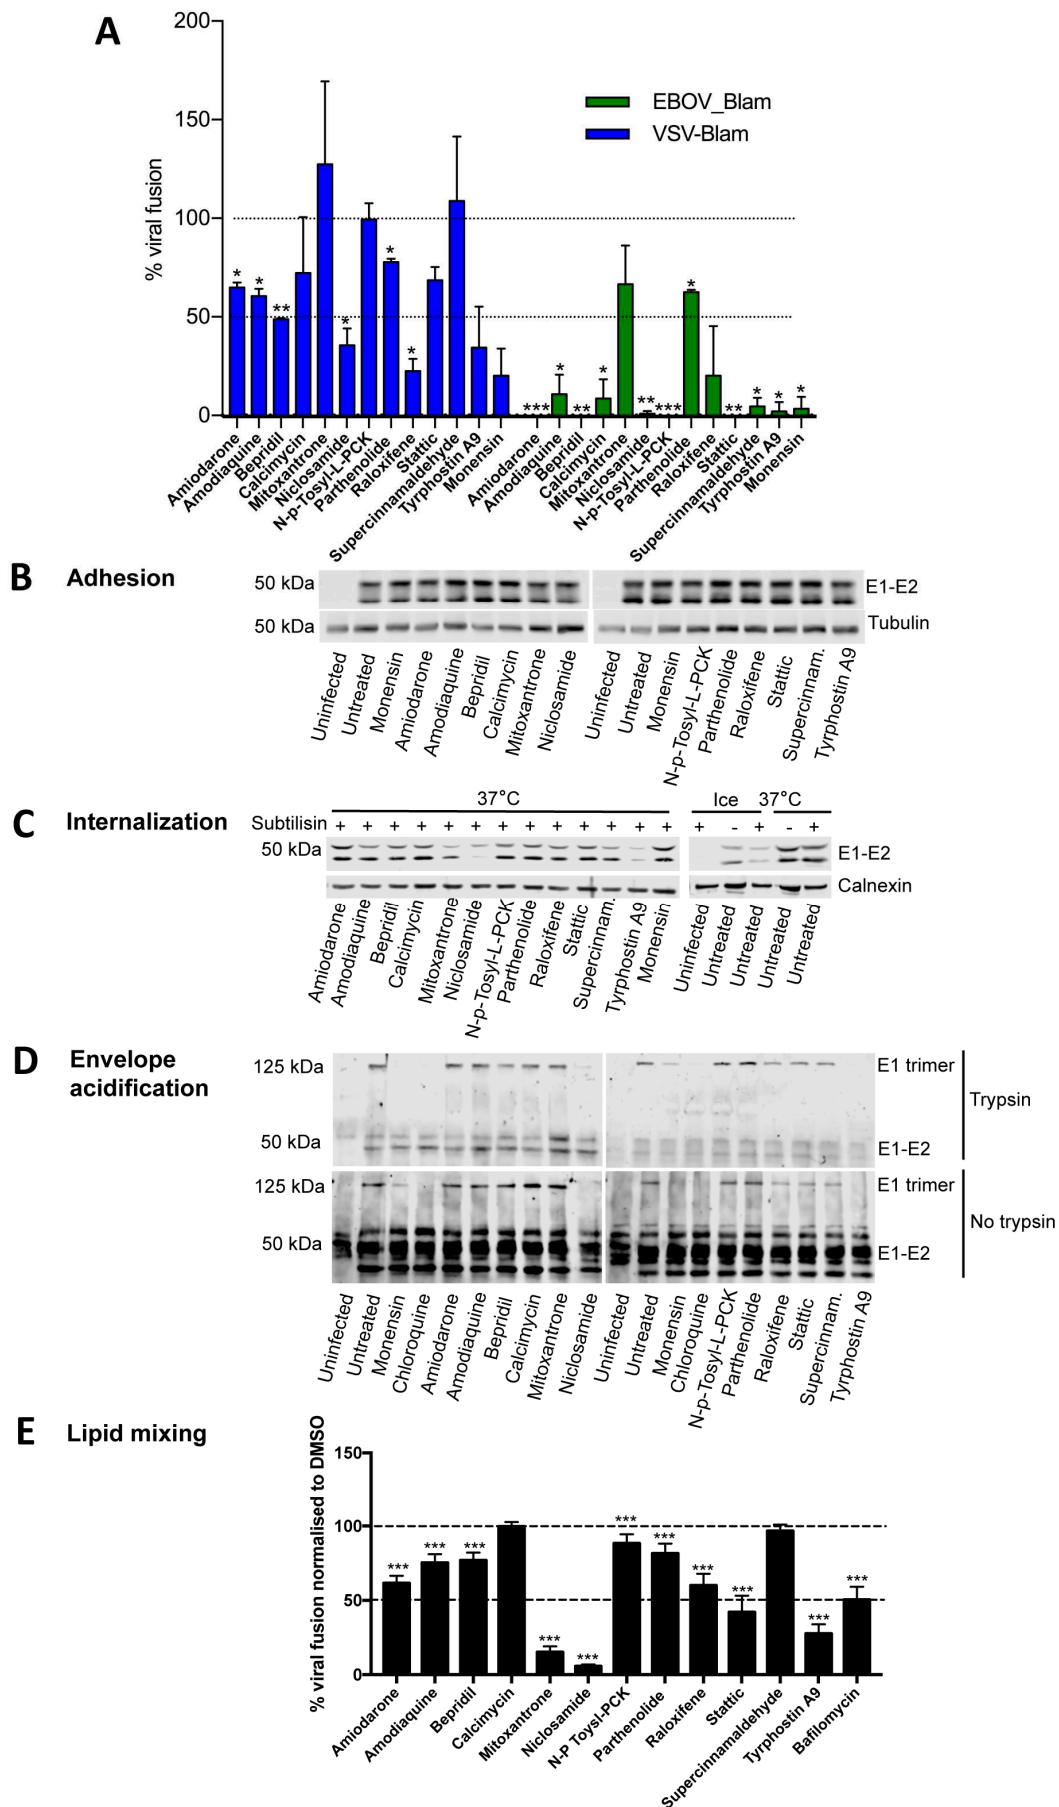 A
200
150
100
50
0
% viral fusion
EBOV_Blam
VSV-Blam
* * ** * * * *
*** * ** * ** *** * ** * * *
Amiodarone
Amodiaquine
Bepridil
Calcimycin
Mitoxantrone
Niclosamide
N-p-Tosyl-L-PCK
Parthenolide
Raloxifene
Stattic
Supercinnamaldehyde
Tyrphostin A9
Monensin
Amiodarone
Amodiaquine
Bepridil
Calcimycin
Mitoxantrone
Niclosamide
N-p-Tosyl-L-PCK
Parthenolide
Raloxifene
Stattic
Supercinnamaldehyde
Tyrphostin A9
Monensin
B Adhesion
50 kDa
E1-E2
50 kDa
Tubulin
Uninfected
Untreated
Monensin
Amiodarone
Amodiaquine
Bepridil
Calcimycin
Mitoxantrone
Niclosamide
Uninfected
Untreated
Monensin
N-p-Tosyl-L-PCK
Parthenolide
Raloxifene
Stattic
Supercinnam.
Tyrphostin A9
C Internalization
37°C
Ice 37°C
Subtilisin + + + + + + + + + + + + + + - + - +
50 kDa
E1-E2
Calnexin
Amiodarone
Amodiaquine
Bepridil
Calcimycin
Mitoxantrone
Niclosamide
N-p-Tosyl-L-PCK
Parthenolide
Raloxifene
Stattic
Supercinnam.
Tyrphostin A9
Monensin
Uninfected
Untreated
Untreated
Untreated
Untreated
D Envelope
acidification
125 kDa
E1 trimer
Trypsin
50 kDa
E1-E2
125 kDa
E1 trimer
No trypsin
50 kDa
E1-E2
Uninfected
Untreated
Monensin
Chloroquine
Amiodarone
Amodiaquine
Bepridil
Calcimycin
Mitoxantrone
Niclosamide
Uninfected
Untreated
Monensin
Chloroquine
N-p-Tosyl-L-PCK
Parthenolide
Raloxifene
Stattic
Supercinnam.
Tyrphostin A9
E Lipid mixing
% viral fusion normalised to DMSO
150
100
50
0
*** *** *** *** *** *** *** *** *** *** ***
Amiodarone
Amodiaquine
Bepridil
Calcimycin
Mitoxantrone
Niclosamide
N-P Toysl-PCK
Parthenolide
Raloxifene
Stattic
Supercinnamaldehyde
Tyrphostin A9
Bafilomycin